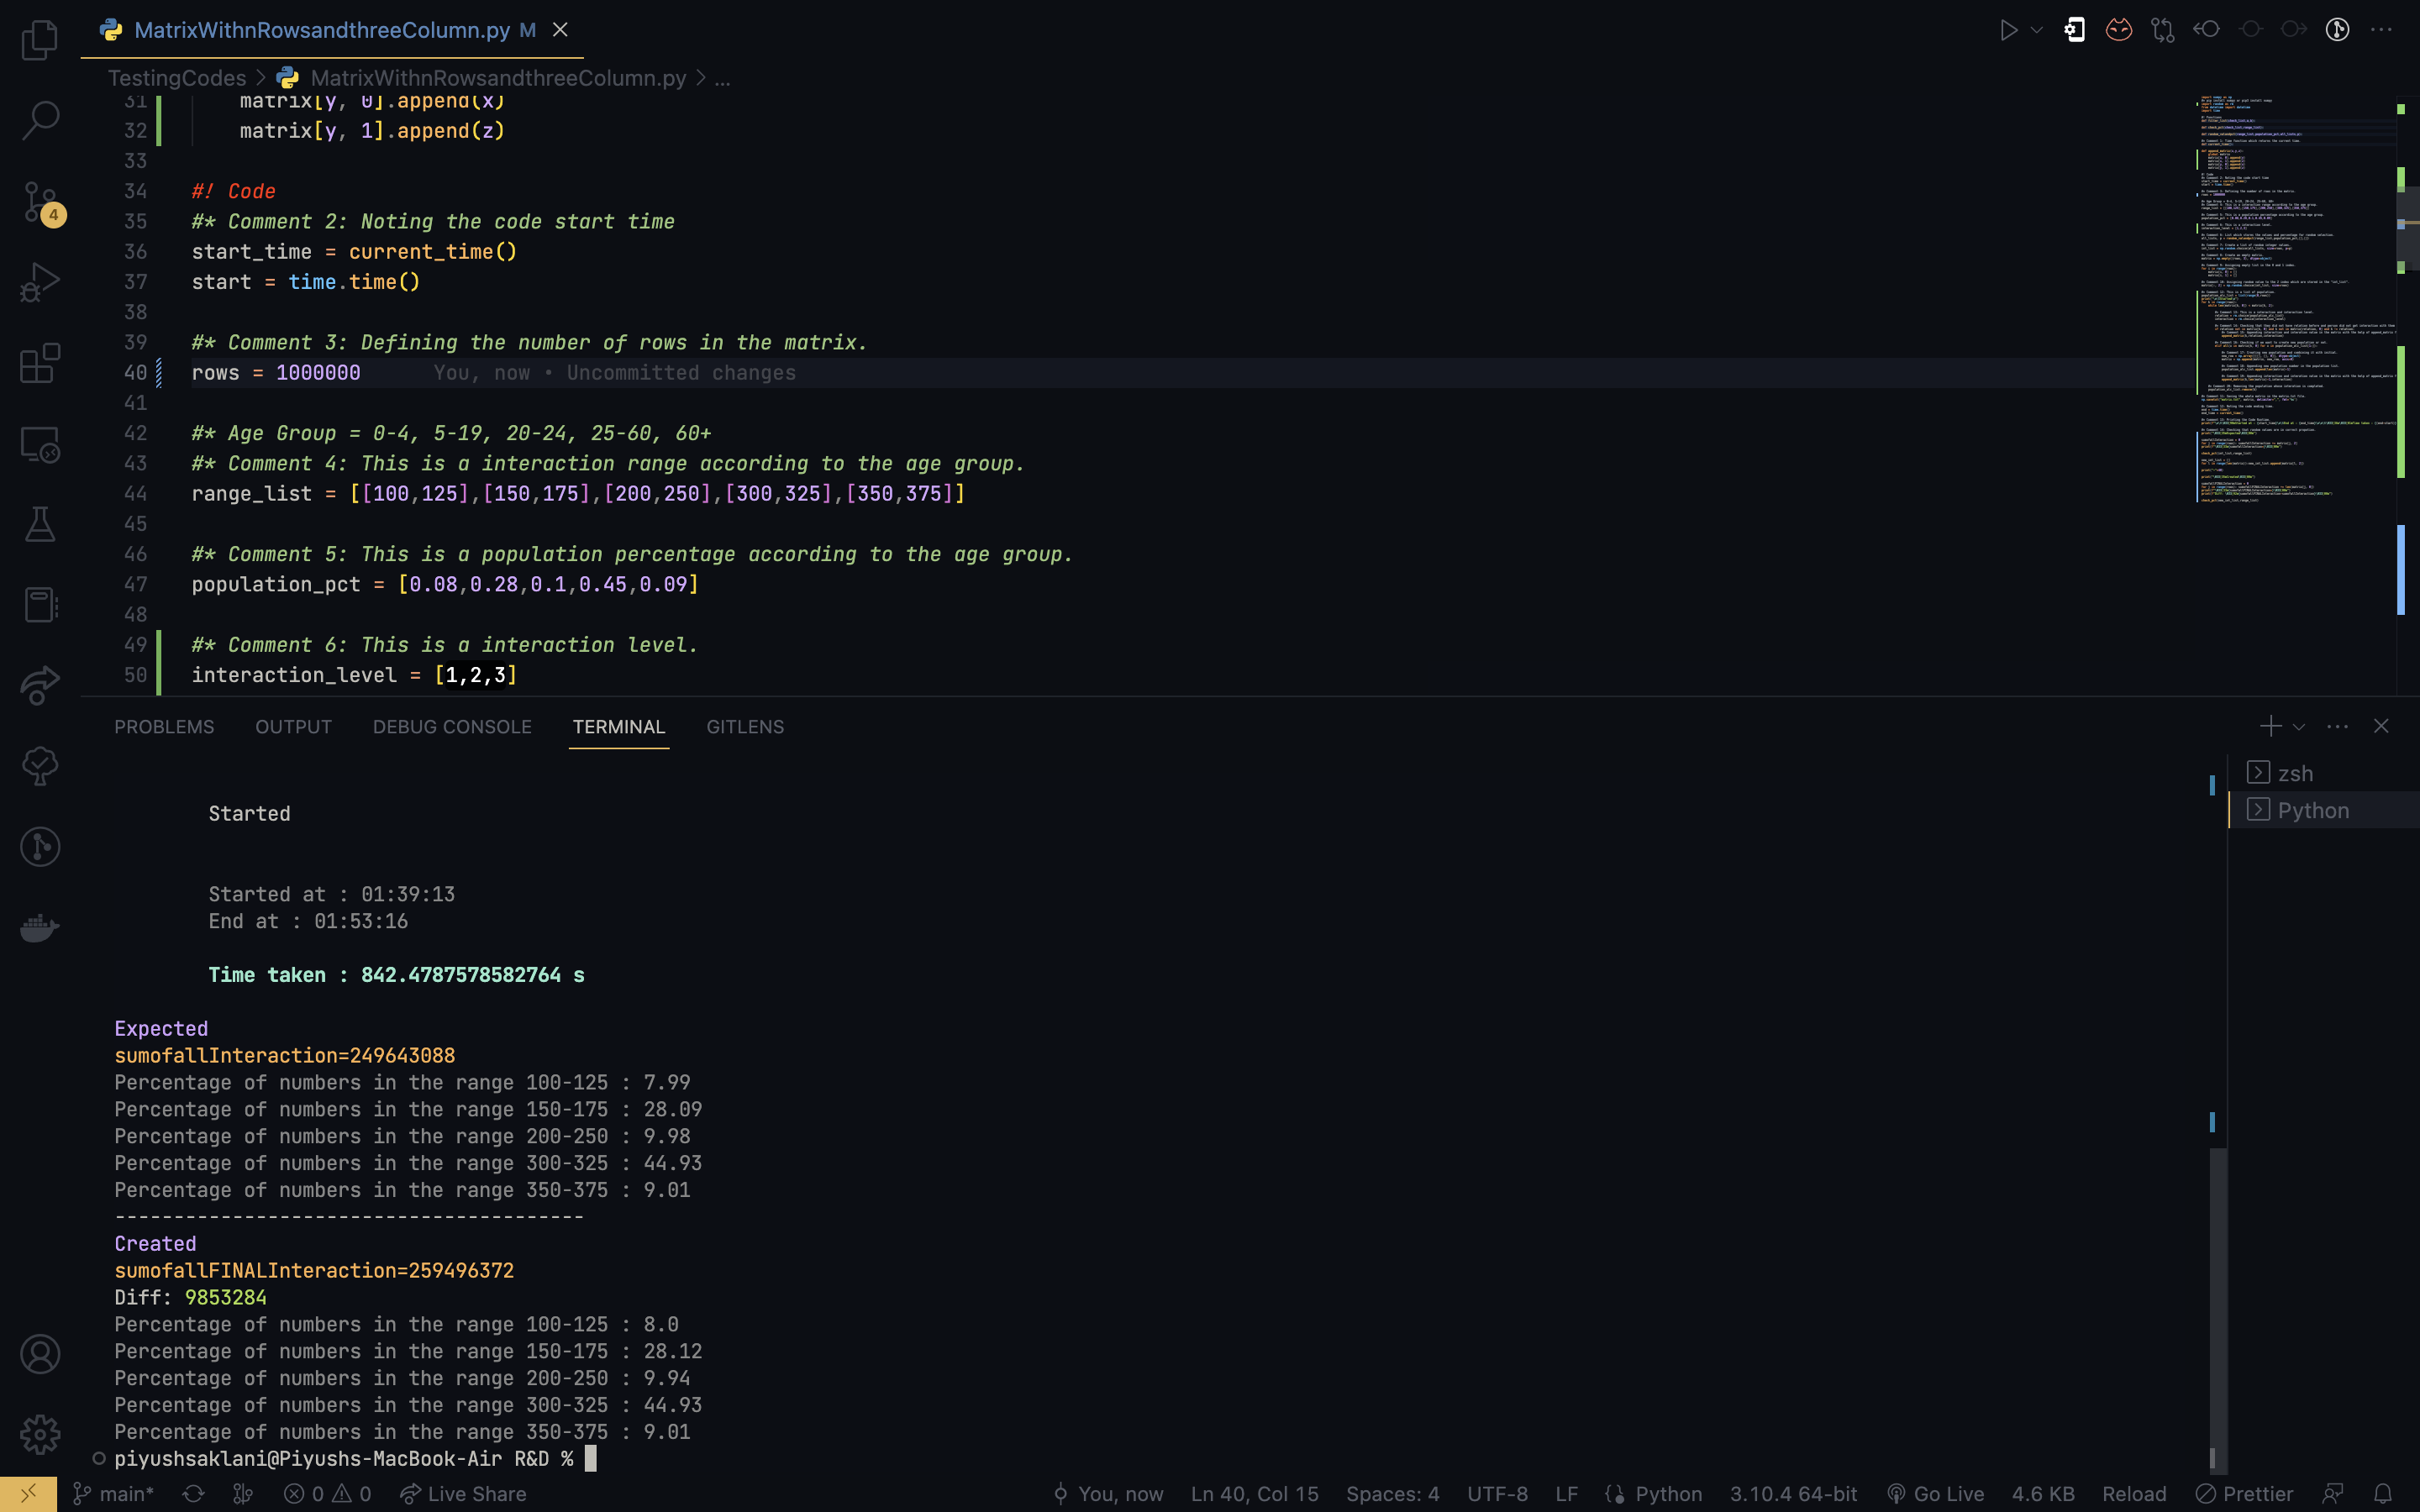 MatrixWithnRowsandthreeColumn.py M
TestingCodes > MatrixWithnRowsandthreeColumn.py > ...
31 matrix[y, 0].append(x)
32 matrix[y, 1].append(z)
33
34 #! Code
35 #* Comment 2: Noting the code start time
36 start_time = current_time()
37 start = time.time()
38
39 #* Comment 3: Defining the number of rows in the matrix.
40 rows = 1000000 You, now • Uncommitted changes
41
42 #* Age Group = 0-4, 5-19, 20-24, 25-60, 60+
43 #* Comment 4: This is a interaction range according to the age group.
44 range_list = [[100,125],[150,175],[200,250],[300,325],[350,375]]
45
46 #* Comment 5: This is a population percentage according to the age group.
47 population_pct = [0.08,0.28,0.1,0.45,0.09]
48
49 #* Comment 6: This is a interaction level.
50 interaction_level = [1,2,3]
4
PROBLEMS OUTPUT DEBUG CONSOLE TERMINAL GITLENS
zsh
Python
Started
Started at : 01:39:13
End at : 01:53:16
Time taken : 842.4787578582764 s
Expected
sumofallInteraction=249643088
Percentage of numbers in the range 100-125 : 7.99
Percentage of numbers in the range 150-175 : 28.09
Percentage of numbers in the range 200-250 : 9.98
Percentage of numbers in the range 300-325 : 44.93
Percentage of numbers in the range 350-375 : 9.01
----------------------------------------
Created
sumofallFINALInteraction=259496372
Diff: 9853284
Percentage of numbers in the range 100-125 : 8.0
Percentage of numbers in the range 150-175 : 28.12
Percentage of numbers in the range 200-250 : 9.94
Percentage of numbers in the range 300-325 : 44.93
Percentage of numbers in the range 350-375 : 9.01
piyushsaklani@Piyushs-MacBook-Air R&D %
main* 0 0 Live Share You, now Ln 40, Col 15 Spaces: 4 UTF-8 LF Python 3.10.4 64-bit Go Live 4.6 KB Reload Prettier